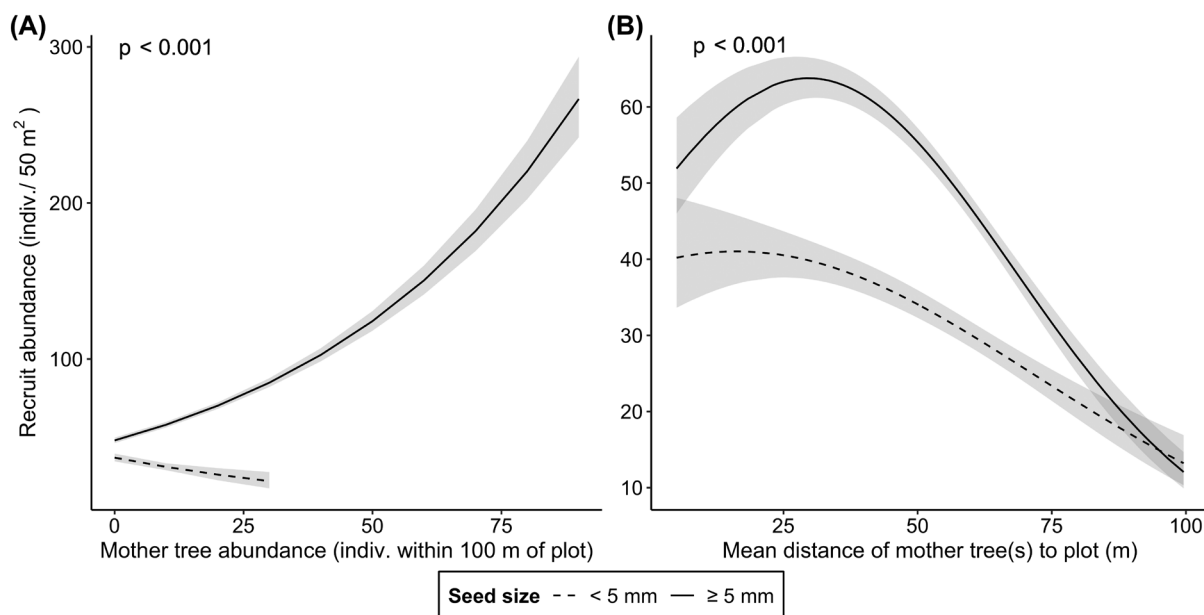 (A)
p < 0.001
300
200
100
Recruit abundance (indiv./ 50 m²)
0
25
50
75
Mother tree abundance (indiv. within 100 m of plot)
(B)
p < 0.001
60
50
40
30
20
10
25
50
75
100
Mean distance of mother tree(s) to plot (m)
Seed size < 5 mm ≥ 5 mm